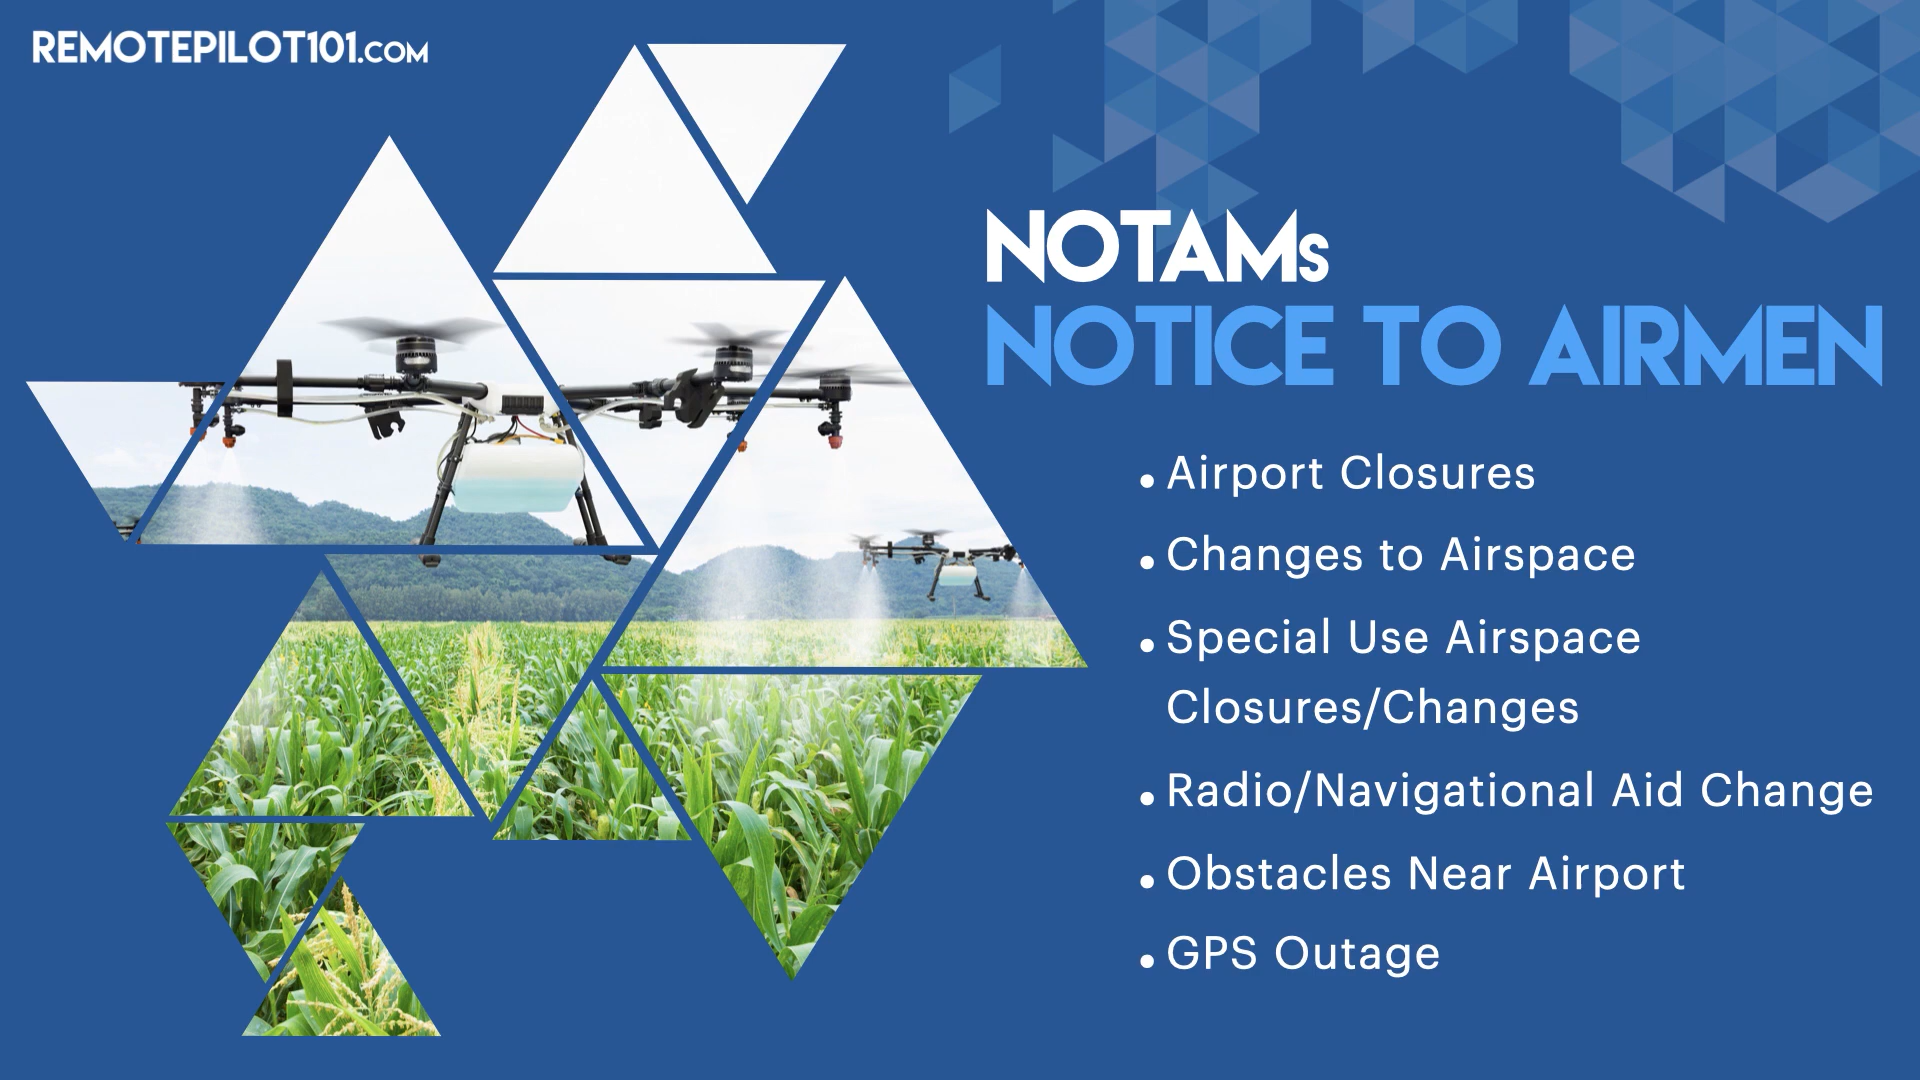 REMOTEPILOT101.COM
NOTAMs
NOTICE TO AIRMEN
• Airport Closures
• Changes to Airspace
• Special Use Airspace
Closures/Changes
• Radio/Navigational Aid Change
• Obstacles Near Airport
• GPS Outage